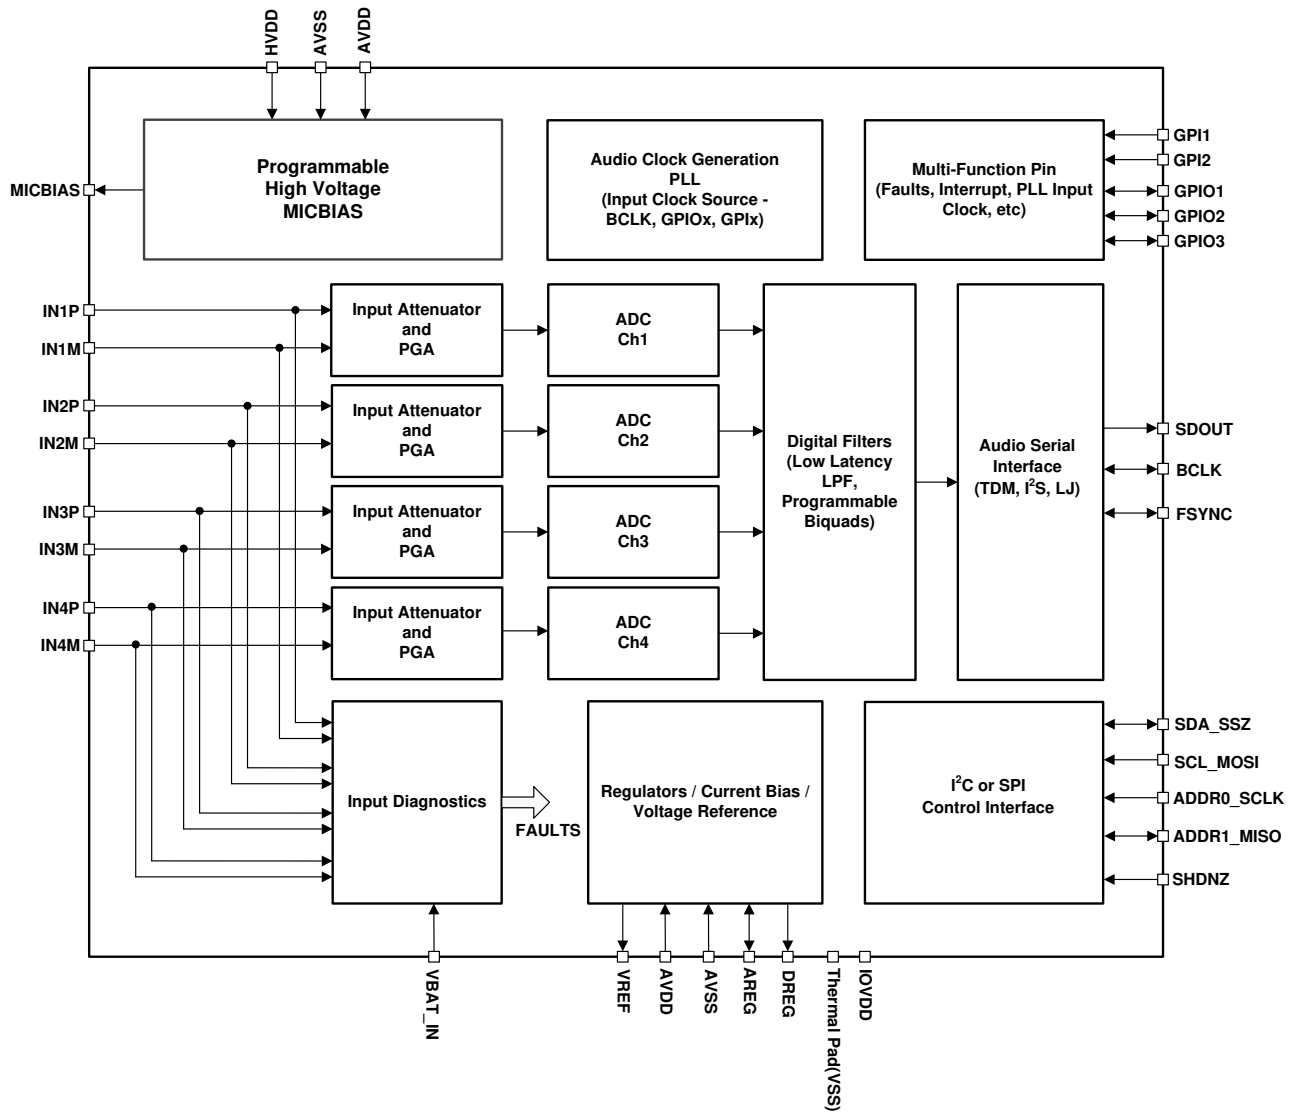 HVDD
AVSS
AVDD
Programmable
High Voltage
MICBIAS
Audio Clock Generation
PLL
(Input Clock Source -
BCLK, GPIOx, GPIx)
Multi-Function Pin
(Faults, Interrupt, PLL Input
Clock, etc)
GPI1
GPI2
GPIO1
GPIO2
GPIO3
MICBIAS
IN1P
IN1M
IN2P
IN2M
IN3P
IN3M
IN4P
IN4M
Input Attenuator
and
PGA
ADC
Ch1
Input Attenuator
and
PGA
ADC
Ch2
Input Attenuator
and
PGA
ADC
Ch3
Input Attenuator
and
PGA
ADC
Ch4
Digital Filters
(Low Latency
LPF,
Programmable
Biquads)
Audio Serial
Interface
(TDM, I²S, LJ)
SDOUT
BCLK
FSYNC
Input Diagnostics
FAULTS
Regulators / Current Bias /
Voltage Reference
I²C or SPI
Control Interface
SDA_SSZ
SCL_MOSI
ADDR0_SCLK
ADDR1_MISO
SHDNZ
VBAT_IN
VREF
AVDD
AVSS
AREG
DREG
Thermal Pad(VSS)
IOVDD